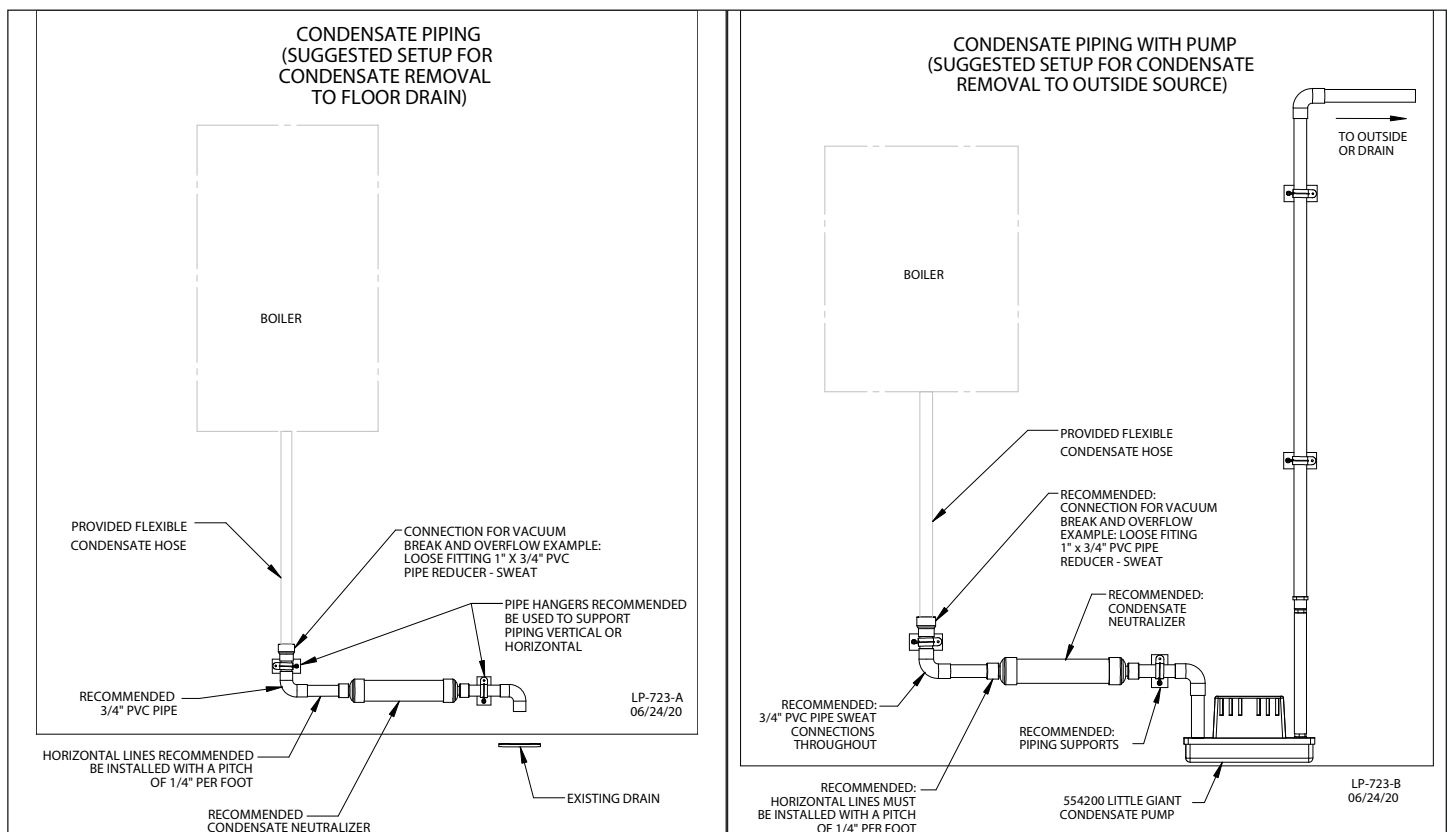 CONDENSATE PIPING
(SUGGESTED SETUP FOR
CONDENSATE REMOVAL
TO FLOOR DRAIN)
BOILER
PROVIDED FLEXIBLE
CONDENSATE HOSE
CONNECTION FOR VACUUM
BREAK AND OVERFLOW EXAMPLE:
LOOSE FITTING 1" X 3/4" PVC
PIPE REDUCER - SWEAT
PIPE HANGERS RECOMMENDED
BE USED TO SUPPORT
PIPING VERTICAL OR
HORIZONTAL
RECOMMENDED
3/4" PVC PIPE
LP-723-A
06/24/20
HORIZONTAL LINES RECOMMENDED
BE INSTALLED WITH A PITCH
OF 1/4" PER FOOT
EXISTING DRAIN
RECOMMENDED
CONDENSATE NEUTRALIZER
CONDENSATE PIPING WITH PUMP
(SUGGESTED SETUP FOR CONDENSATE
REMOVAL TO OUTSIDE SOURCE)
TO OUTSIDE
OR DRAIN
BOILER
PROVIDED FLEXIBLE
CONDENSATE HOSE
RECOMMENDED:
CONNECTION FOR VACUUM
BREAK AND OVERFLOW
EXAMPLE: LOOSE FITING
1" x 3/4" PVC PIPE
REDUCER - SWEAT
RECOMMENDED:
CONDENSATE
NEUTRALIZER
RECOMMENDED:
3/4" PVC PIPE SWEAT
CONNECTIONS
THROUGHOUT
RECOMMENDED:
PIPING SUPPORTS
RECOMMENDED:
HORIZONTAL LINES MUST
BE INSTALLED WITH A PITCH
OF 1/4" PER FOOT
554200 LITTLE GIANT
CONDENSATE PUMP
LP-723-B
06/24/20